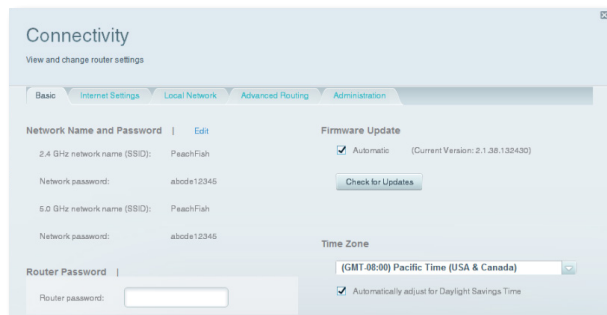 Connectivity
View and change router settings
Basic
Internet Settings
Local Network
Advanced Routing
Administration
Network Name and Password | Edit
2.4 GHz network name (SSID): PeachFish
Network password: abcde12345
5.0 GHz network name (SSID): PeachFish
Network password: abcde12345
Router Password |
Router password:
Firmware Update
Automatic (Current Version: 2.1.38.132430)
Check for Updates
Time Zone
(GMT-08:00) Pacific Time (USA & Canada)
Automatically adjust for Daylight Savings Time